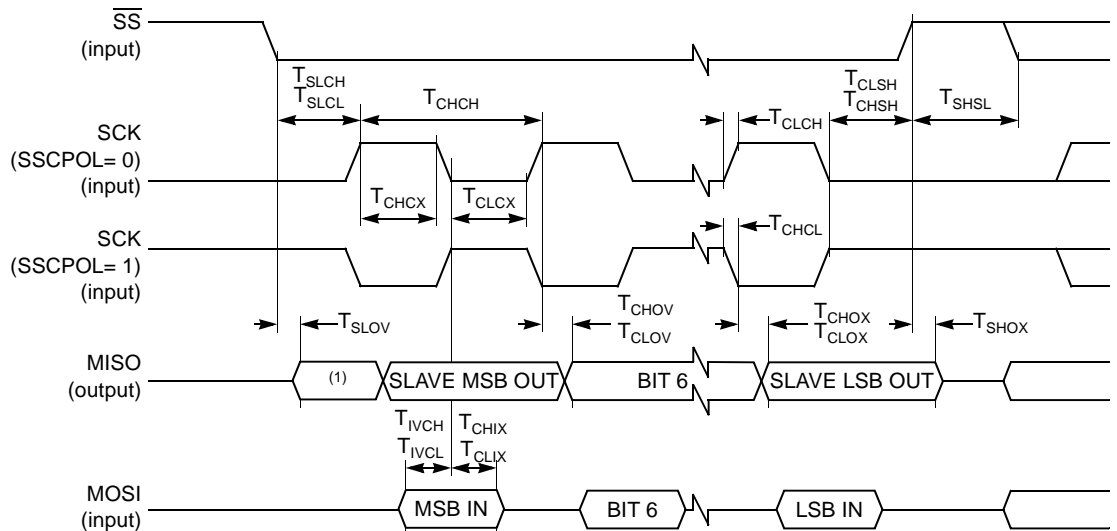 SS
(input)
TSLCH
TSLCL
TCHCH
TCLCH
TCLSH
TCHSH
TSHSL
SCK
(SSCPOL= 0)
(input)
TCHCX
TCLCX
TCHCL
SCK
(SSCPOL= 1)
(input)
TSLOV
TCHOV
TCLOV
TCHOX
TCLOX
TSHOX
MISO
(output)
(1)
SLAVE MSB OUT
BIT 6
SLAVE LSB OUT
TIVCH
TIVCL
TCHIX
TCLIX
MOSI
(input)
MSB IN
BIT 6
LSB IN